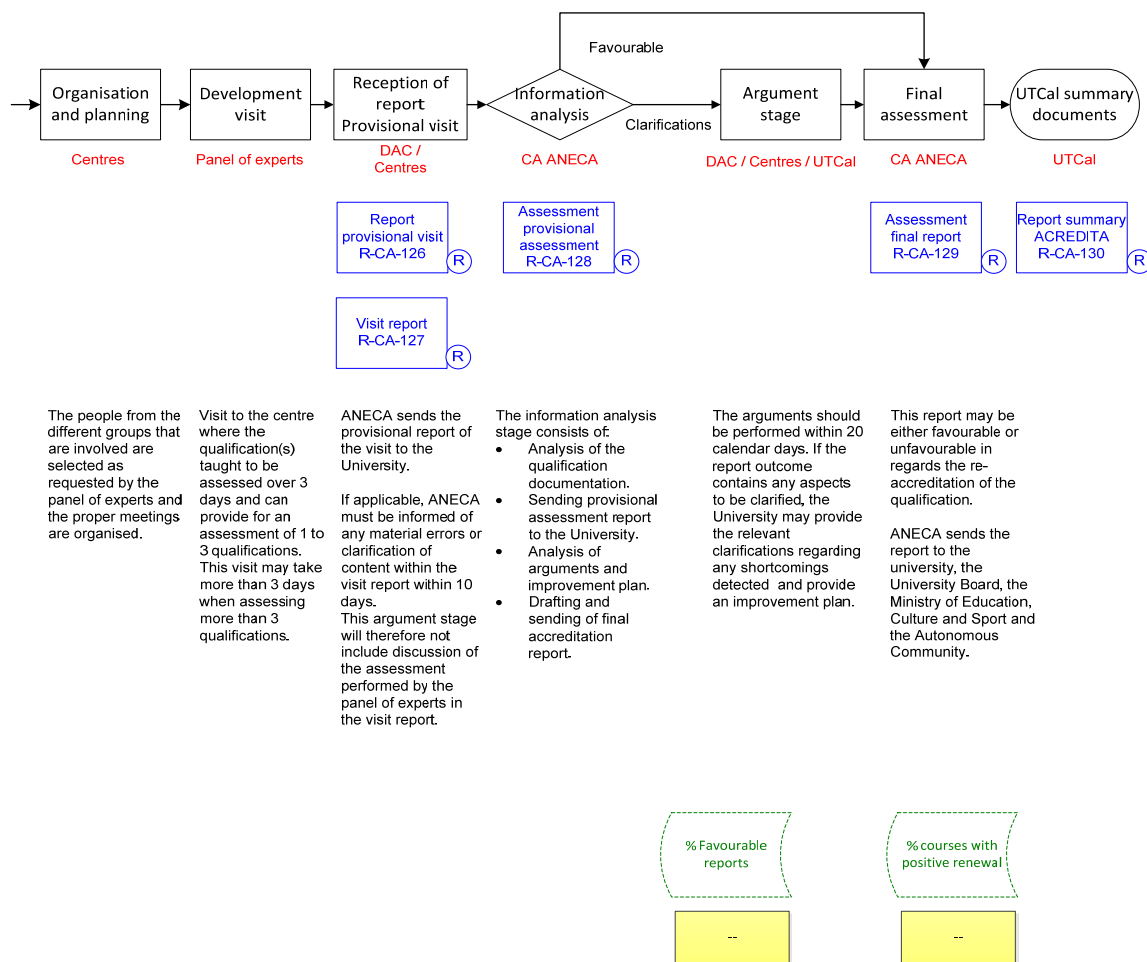 Favourable
Organisation
and planning
Development
visit
Reception of
report
Provisional visit
Information
analysis
Clarifications
Argument
stage
Final
assessment
UTCal summary
documents
Centres
Panel of experts
DAC /
Centres
CA ANECA
DAC / Centres / UTCal
CA ANECA
UTCal
Report
provisional visit
R-CA-126
R
Assessment
provisional
assessment
R-CA-128
R
Assessment
final report
R-CA-129
R
Report summary
ACREDITA
R-CA-130
R
Visit report
R-CA-127
R
The people from the
different groups that
are involved are
selected as
requested by the
panel of experts and
the proper meetings
are organised.
Visit to the centre
where the
qualification(s)
taught to be
assessed over 3
days and can
provide for an
assessment of 1 to
3 qualifications.
This visit may take
more than 3 days
when assessing
more than 3
qualifications.
ANECA sends the
provisional report of
the visit to the
University.
If applicable, ANECA
must be informed of
any material errors or
clarification of
content within the
visit report within 10
days.
This argument stage
will therefore not
include discussion of
the assessment
performed by the
panel of experts in
the visit report.
The information analysis
stage consists of:
• Analysis of the
qualification
documentation.
• Sending provisional
assessment report
to the University.
• Analysis of
arguments and
improvement plan.
• Drafting and
sending of final
accreditation
report.
The arguments should
be performed within 20
calendar days. If the
report outcome
contains any aspects
to be clarified, the
University may provide
the relevant
clarifications regarding
any shortcomings
detected and provide
an improvement plan.
This report may be
either favourable or
unfavourable in
regards the re-
accreditation of the
qualification.
ANECA sends the
report to the
university, the
University Board, the
Ministry of Education,
Culture and Sport and
the Autonomous
Community.
% Favourable
reports
% courses with
positive renewal
--
--